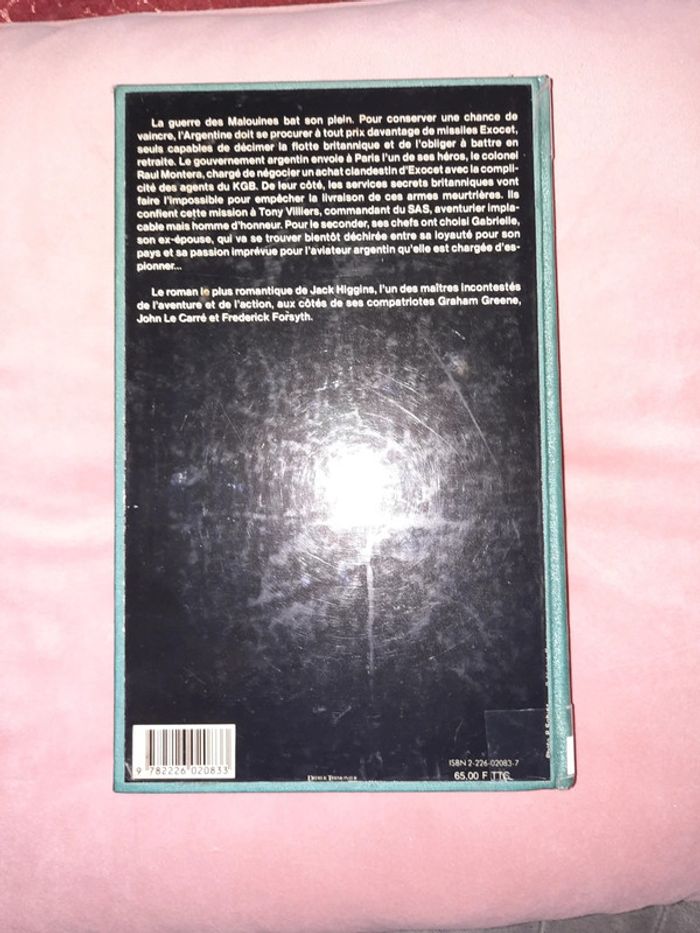 La guerre des Malouines bat son plein. Pour conserver une chance de
vaincre, l'Argentine doit se procurer à tout prix davantage de missiles Exocet,
seuls capables de décimer la flotte britannique et de l'obliger à battre en
retraite. Le gouvernement argentin envoie à Paris l'un de ses héros, le colonel
Raul Montera, chargé de négocier un achat clandestin d'Exocet avec la compli-
cité des agents du KGB. De leur côté, les services secrets britanniques vont
faire l'impossible pour empêcher la livraison de ces armes meurtrières. Ils
confient cette mission à Tony Villiers, commandant du SAS, aventurier impla-
cable mais homme d'honneur. Pour le seconder, ses chefs ont choisi Gabrielle,
son ex-épouse, qui va se trouver bientôt déchirée entre sa loyauté pour son
pays et sa passion imprévue pour l'aviateur argentin qu'elle est chargée d'es-
pionner...
Le roman le plus romantique de Jack Higgins, l'un des maîtres incontestés
de l'aventure et de l'action, aux côtés de ses compatriotes Graham Greene,
John Le Carré et Frederick Forsyth.
9 782226 020833
DIDIER THIMONIER
ISBN 2-226-02083-7
65,00 F TTC